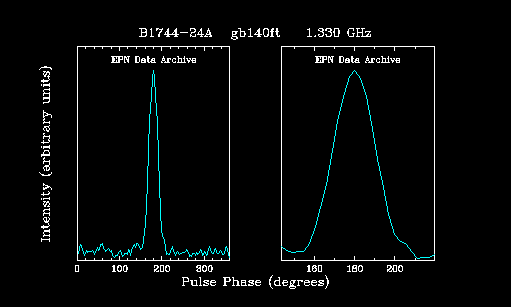 B1744-24A gb140ft 1.330 GHz
EPN Data Archive
EPN Data Archive
Intensity (arbitrary units)
0 100 200 300
160 180 200
Pulse Phase (degrees)